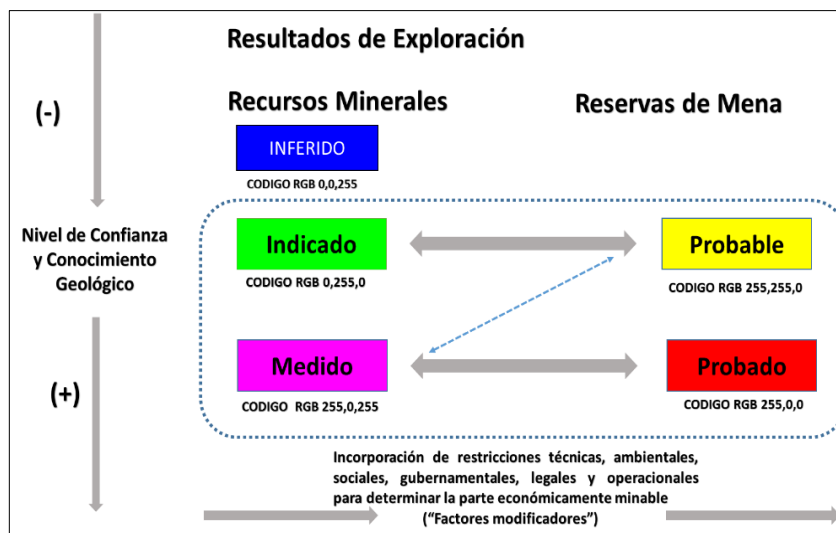 Resultados de Exploración
Recursos Minerales
Reservas de Mena
(-)
INFERIDO
CODIGO RGB 0,0,255
Nivel de Confianza
y Conocimiento
Geológico
Indicado
CODIGO RGB 0,255,0
Probable
CODIGO RGB 255,255,0
(+)
Medido
CODIGO RGB 255,0,255
Probado
CODIGO RGB 255,0,0
Incorporación de restricciones técnicas, ambientales,
sociales, gubernamentales, legales y operacionales
para determinar la parte económicamente minable
("Factores modificadores")